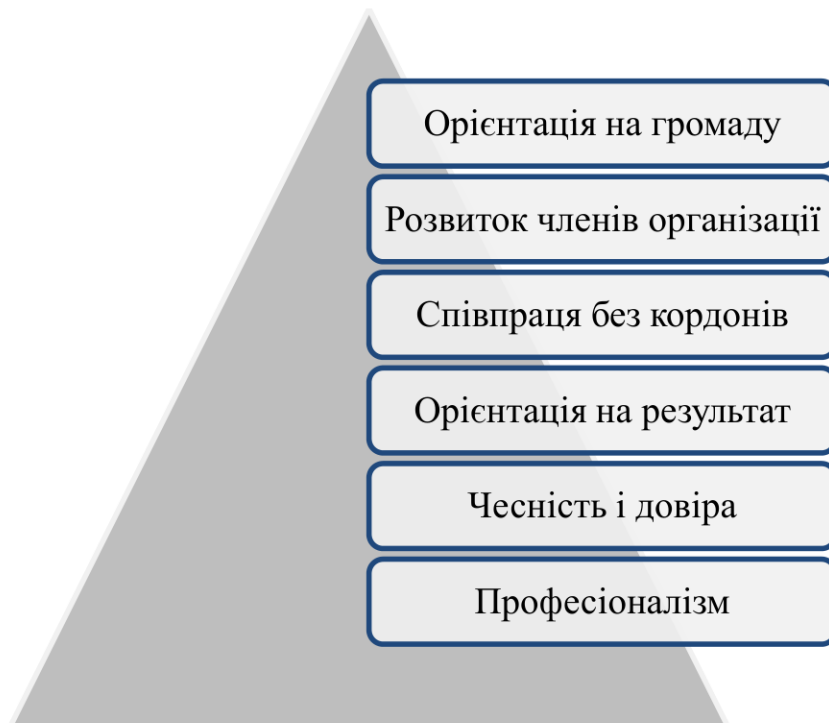 Орієнтація на громаду
Розвиток членів організації
Співпраця без кордонів
Орієнтація на результат
Чесність і довіра
Професіоналізм